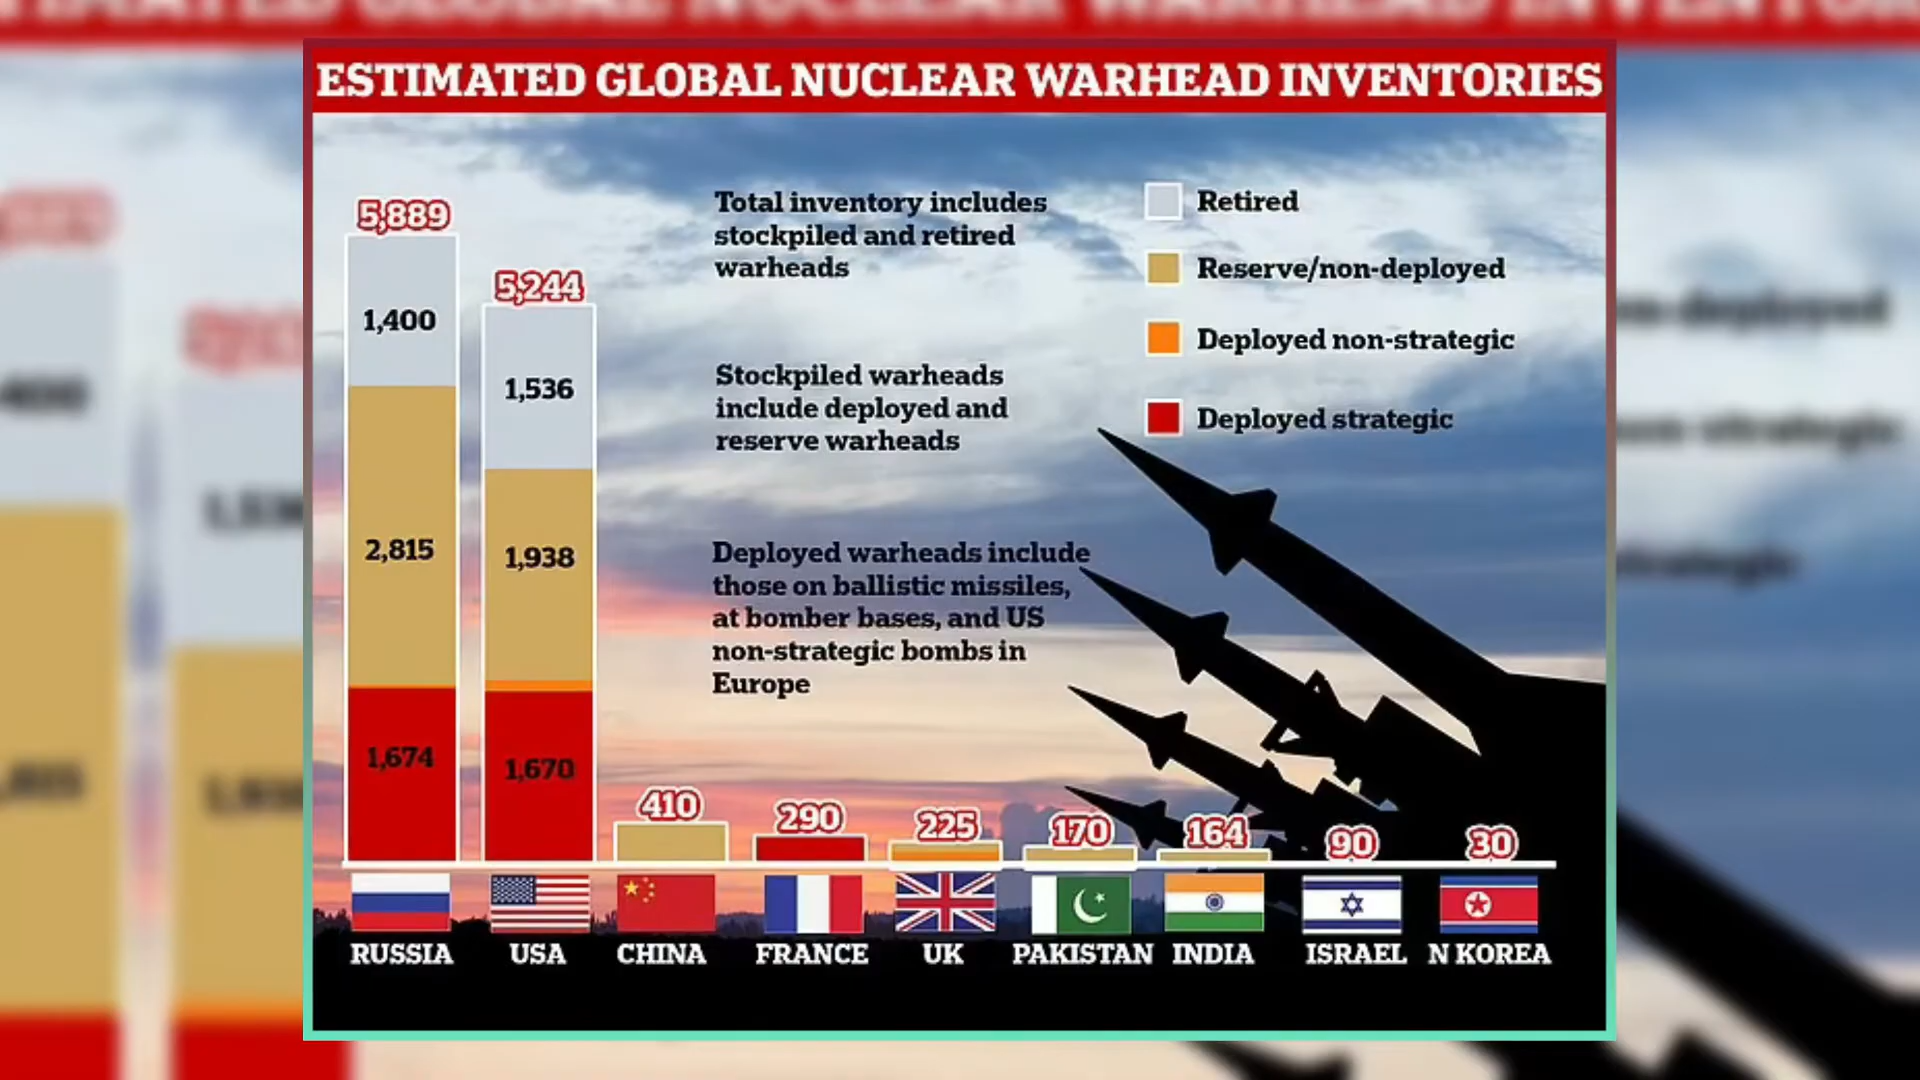 ESTIMATED GLOBAL NUCLEAR WARHEAD INVENTORIES
Total inventory includes
stockpiled and retired
warheads
Stockpiled warheads
include deployed and
reserve warheads
Deployed warheads include
those on ballistic missiles,
at bomber bases, and US
non-strategic bombs in
Europe
Retired
Reserve/non-deployed
Deployed non-strategic
Deployed strategic
5,889
1,400
2,815
1,674
5,244
1,536
1,938
1,670
410
290
225
170
164
90
30
RUSSIA
USA
CHINA
FRANCE
UK
PAKISTAN
INDIA
ISRAEL
N KOREA